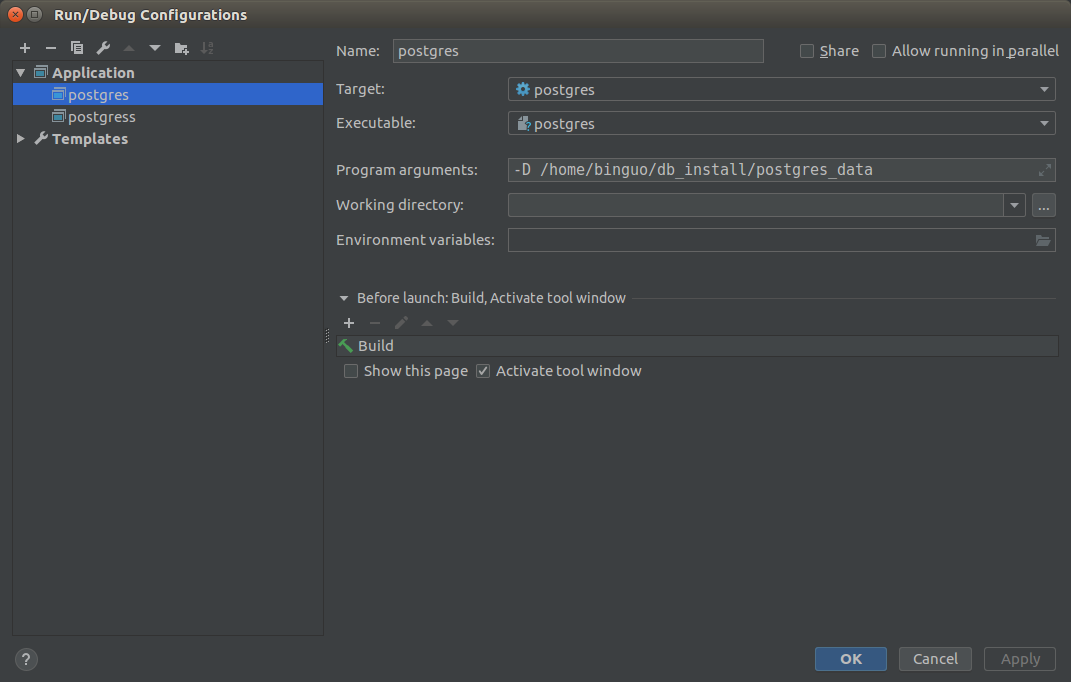 Run/Debug Configurations
Name: postgres
Share
Allow running in parallel
Application
postgres
postgress
Templates
Target: postgres
Executable: postgres
Program arguments: -D /home/binguo/db_install/postgres_data
Working directory:
...
Environment variables:
Before launch: Build, Activate tool window
Build
Show this page
Activate tool window
?
OK
Cancel
Apply